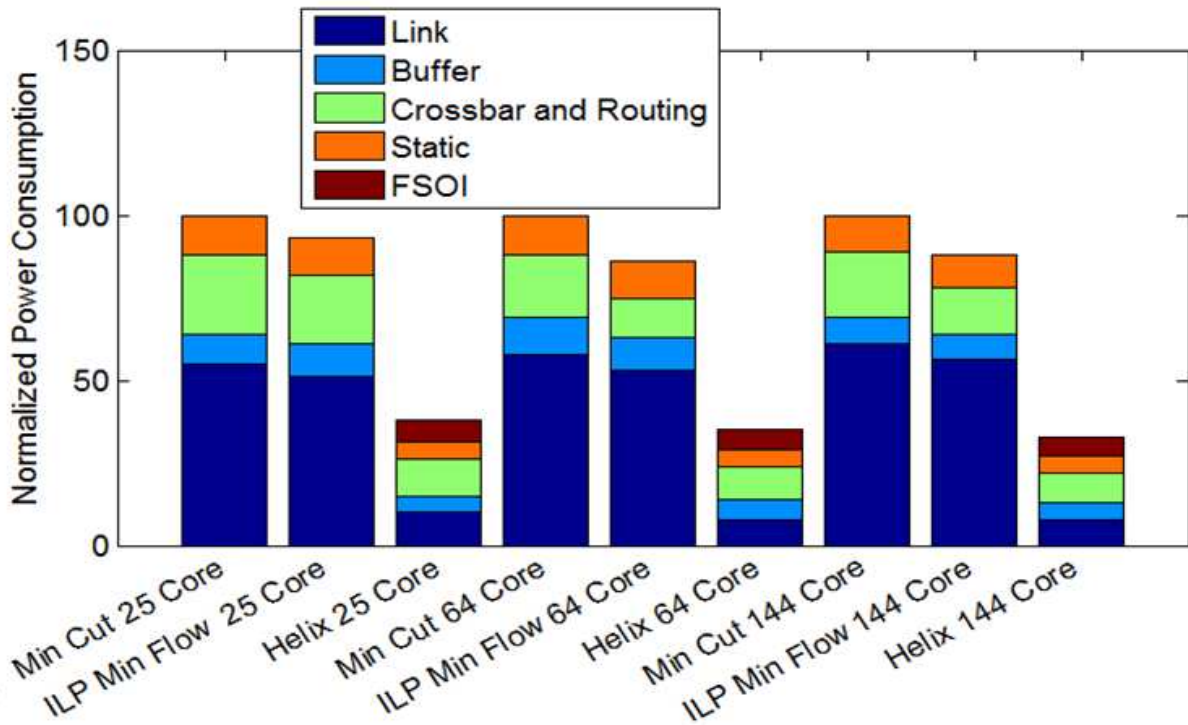 Link
Buffer
Crossbar and Routing
Static
FSOI
150
100
50
0
Normalized Power Consumption
Min Cut 25 Core
ILP Min Flow 25 Core
Helix 25 Core
Min Cut 64 Core
ILP Min Flow 64 Core
Helix 64 Core
Min Cut 144 Core
ILP Min Flow 144 Core
Helix 144 Core